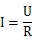 I = U/R